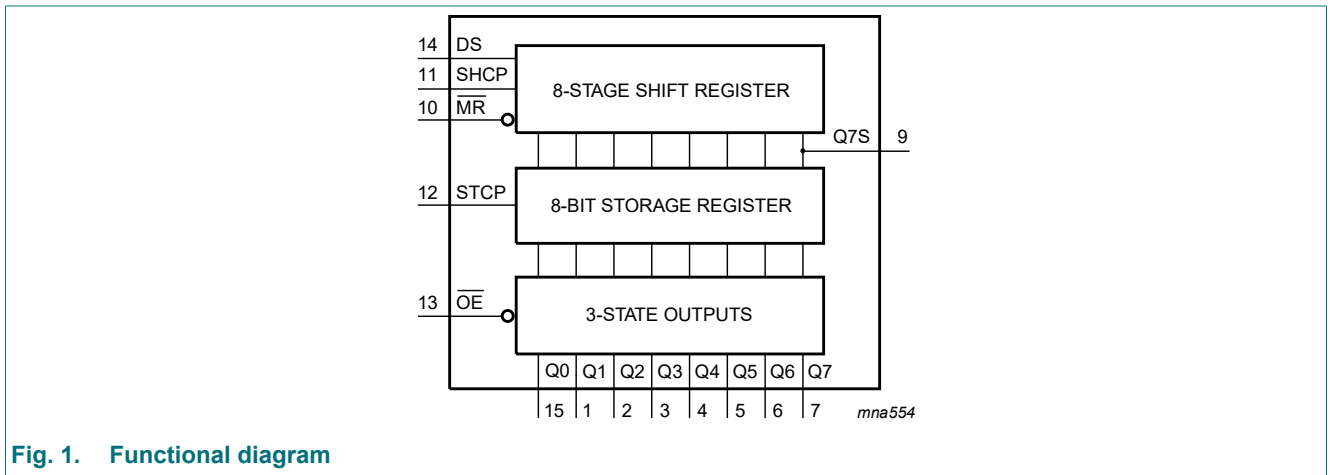 14 DS
11 SHCP
10 M̅R̅
8-STAGE SHIFT REGISTER
Q7S 9
12 STCP
8-BIT STORAGE REGISTER
13 O̅E̅
3-STATE OUTPUTS
Q0 Q1 Q2 Q3 Q4 Q5 Q6 Q7
15 1 2 3 4 5 6 7
mna554
Fig. 1. Functional diagram